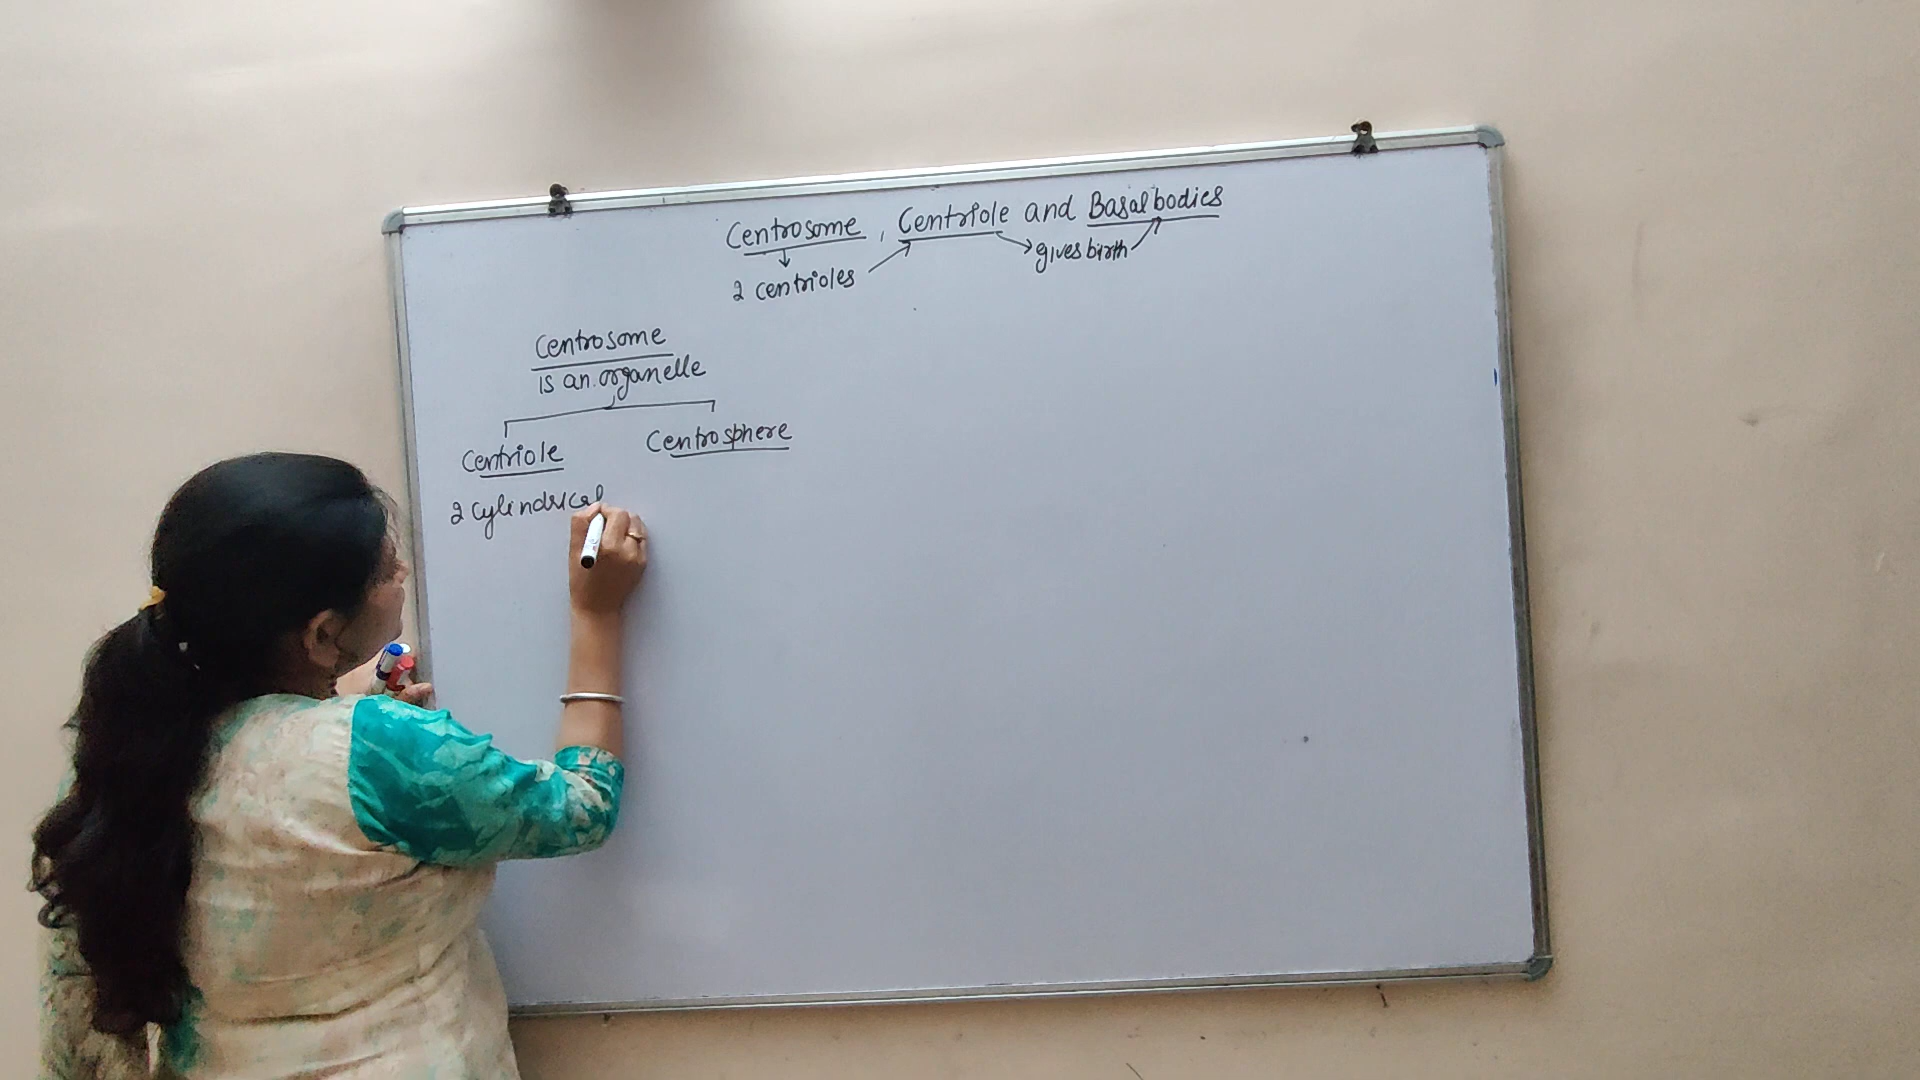 Centrosome, Centriole and Basal bodies
2 centrioles
gives birth
Centrosome
is an organelle
Centriole
Centrosphere
2 Cylindrical